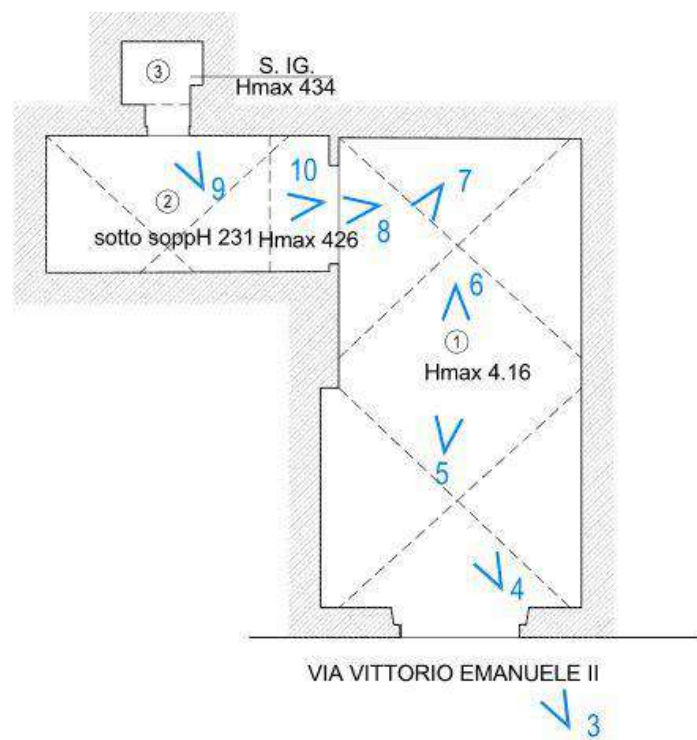 3
S. IG.
Hmax 434
10
7
9
2
8
sotto soppH 231 Hmax 426
6
1
Hmax 4.16
5
4
VIA VITTORIO EMANUELE II
3